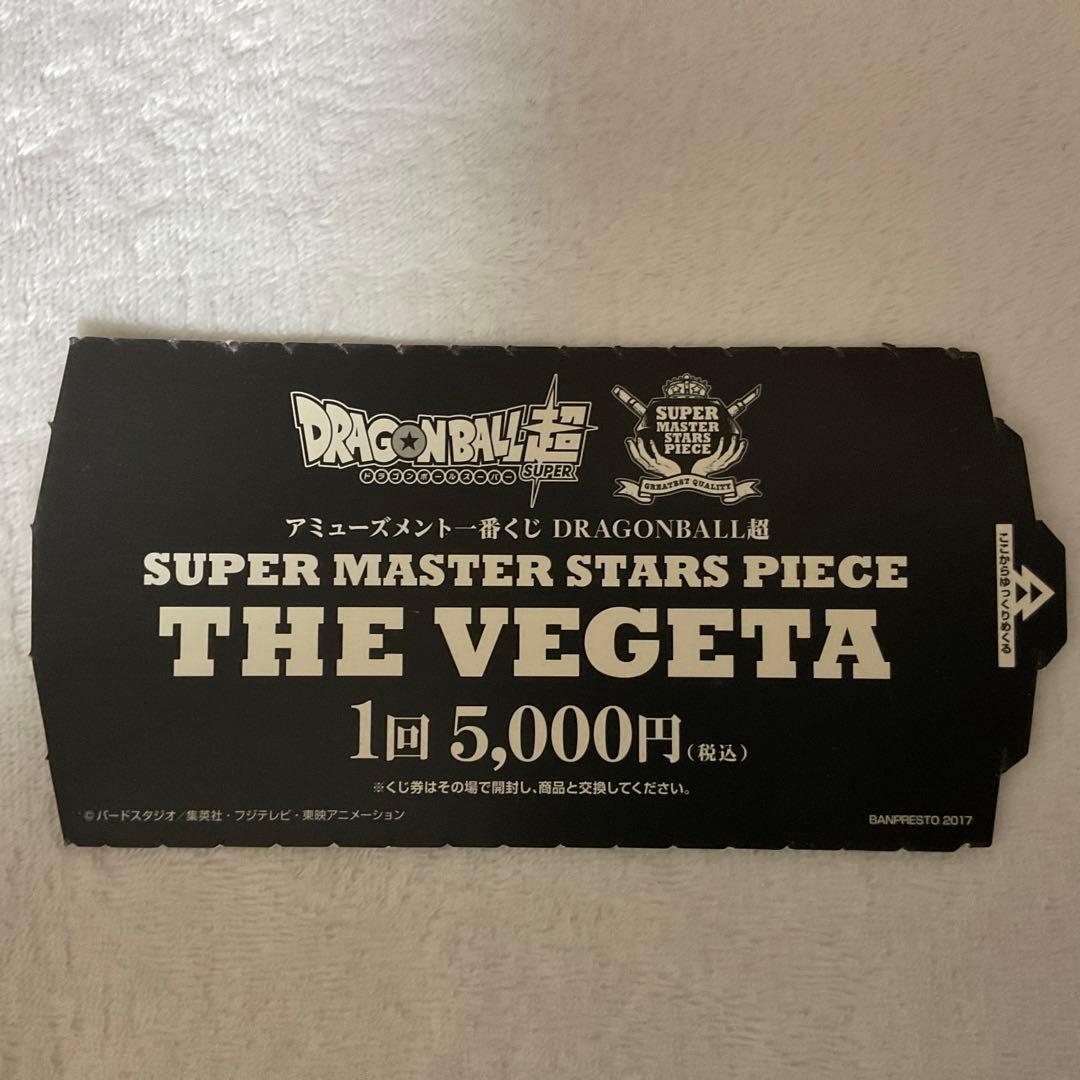 DRAGONBALL超
ドラゴンボールスーパー SUPER
SUPER
MASTER
STARS
PIECE
GREATEST QUALITY
アミューズメント一番くじ DRAGONBALL超
SUPER MASTER STARS PIECE
THE VEGETA
1回 5,000円(税込)
※くじ券はその場で開封し、商品と交換してください。
©バードスタジオ/集英社・フジテレビ・東映アニメーション
BANPRESTO 2017
ここからゆっくりめくる